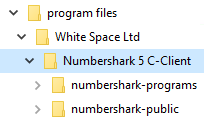 program files
White Space Ltd
Numbershark 5 C-Client
numbershark-programs
numbershark-public